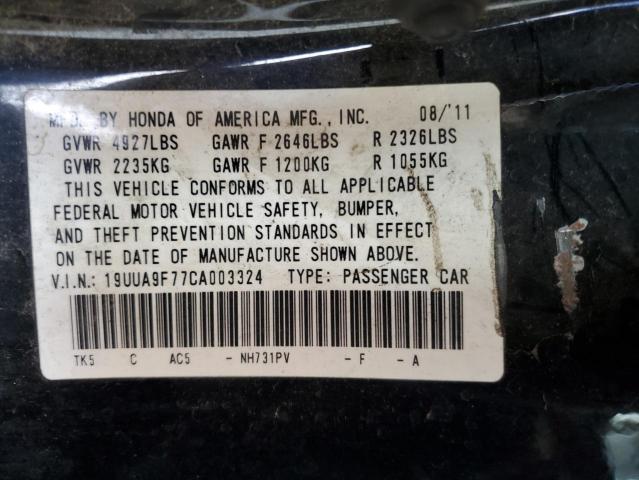 MFD. BY HONDA OF AMERICA MFG., INC. 08/'11
GVWR 4927LBS GAWR F 2646LBS R 2326LBS
GVWR 2235KG GAWR F 1200KG R 1055KG
THIS VEHICLE CONFORMS TO ALL APPLICABLE
FEDERAL MOTOR VEHICLE SAFETY, BUMPER,
AND THEFT PREVENTION STANDARDS IN EFFECT
ON THE DATE OF MANUFACTURE SHOWN ABOVE.
V.I.N.: 19UUA9F77CA003324 TYPE: PASSENGER CAR
TK5 C AC5 - NH731PV - F - A